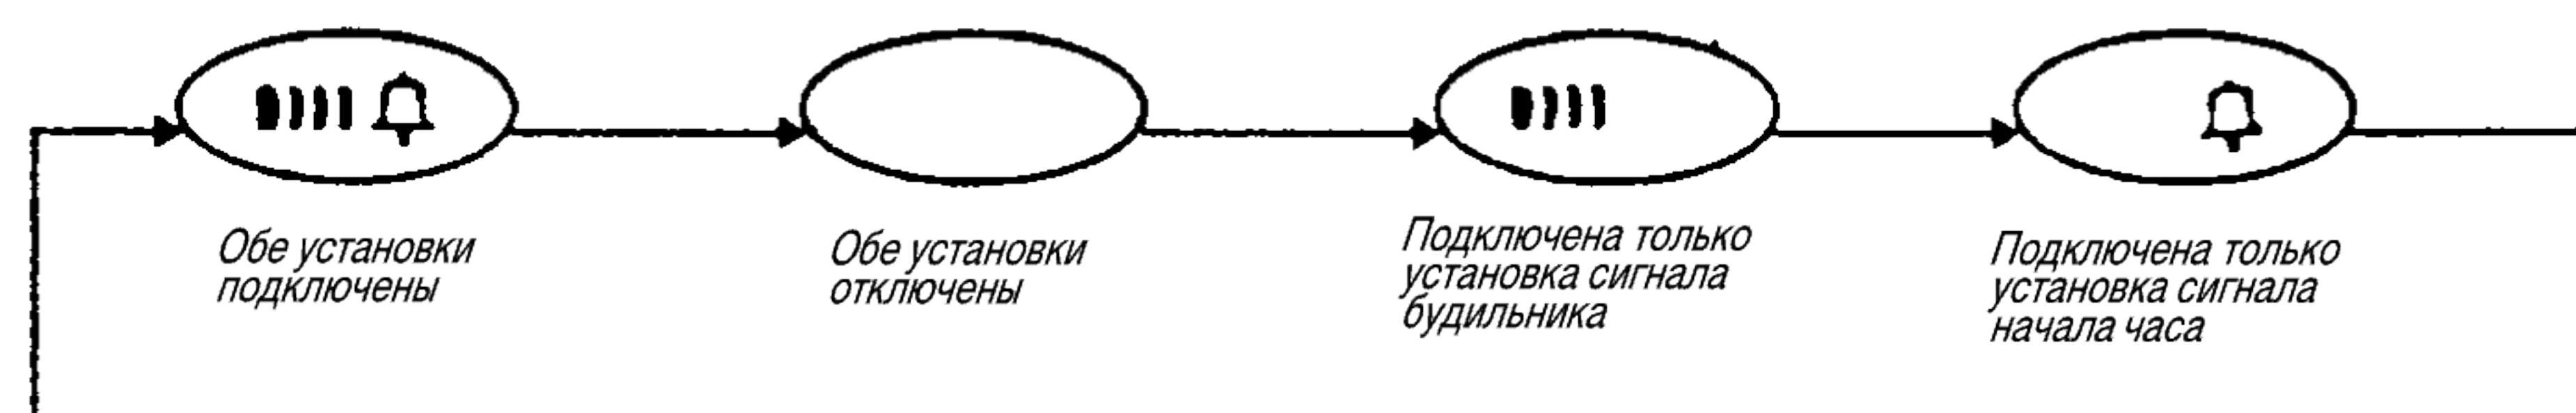 Обе установки
подключены
Обе установки
отключены
Подключена только
установка сигнала
будильника
Подключена только
установка сигнала
начала часа